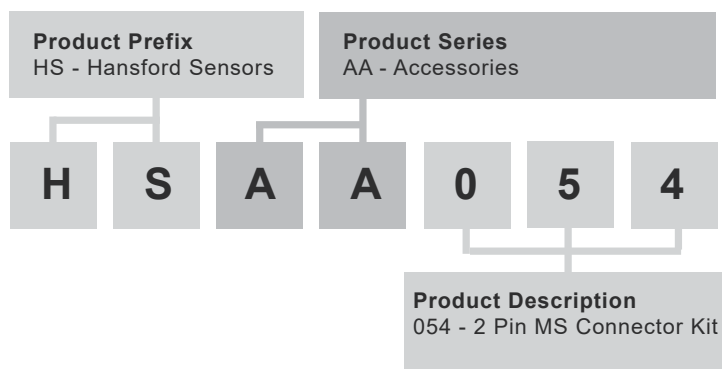 Product Prefix
HS - Hansford Sensors
Product Series
AA - Accessories
H S A A 0 5 4
Product Description
054 - 2 Pin MS Connector Kit